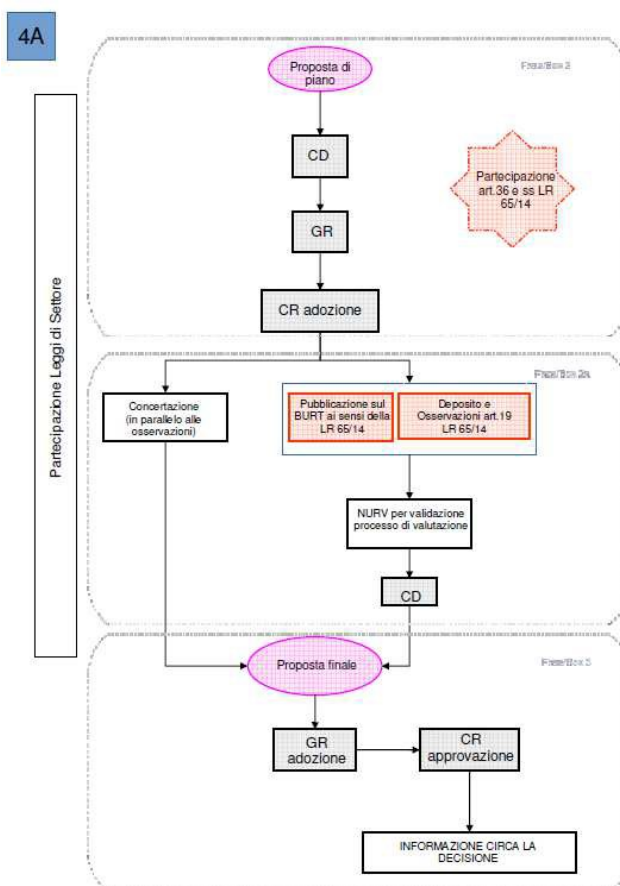 4A
Fase/Box 2
Proposta di
piano
CD
Partecipazione
art.36 e ss LR
65/14
GR
Partecipazione Leggi di Settore
CR adozione
Concertazione
(in parallelo alle
osservazioni)
Pubblicazione sul
BURT ai sensi della
LR 65/14
Deposito e
Osservazioni art.19
LR 65/14
NURV per validazione
processo di valutazione
CD
Proposta finale
GR
adozione
CR
approvazione
INFORMAZIONE CIRCA LA
DECISIONE